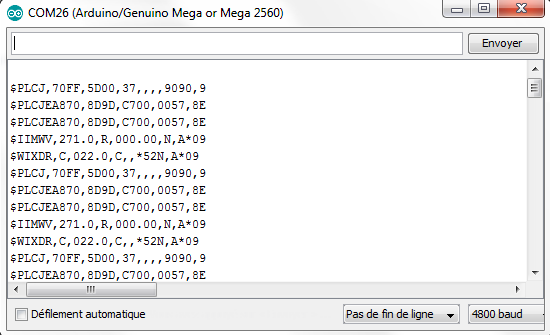 COM26 (Arduino/Genuino Mega or Mega 2560)
Envoyer
$PLCJ,70FF,5D00,37,,,,9090,9
$PLCJEA870,8D9D,C700,0057,8E
$PLCJEA870,8D9D,C700,0057,8E
$IIMWV,271.0,R,000.00,N,A*09
$WIXDR,C,022.0,C,,*52N,A*09
$PLCJ,70FF,5D00,37,,,,9090,9
$PLCJEA870,8D9D,C700,0057,8E
$PLCJEA870,8D9D,C700,0057,8E
$IIMWV,271.0,R,000.00,N,A*09
$WIXDR,C,022.0,C,,*52N,A*09
$PLCJ,70FF,5D00,37,,,,9090,9
$PLCJEA870,8D9D,C700,0057,8E
Défilement automatique
Pas de fin de ligne
4800 baud